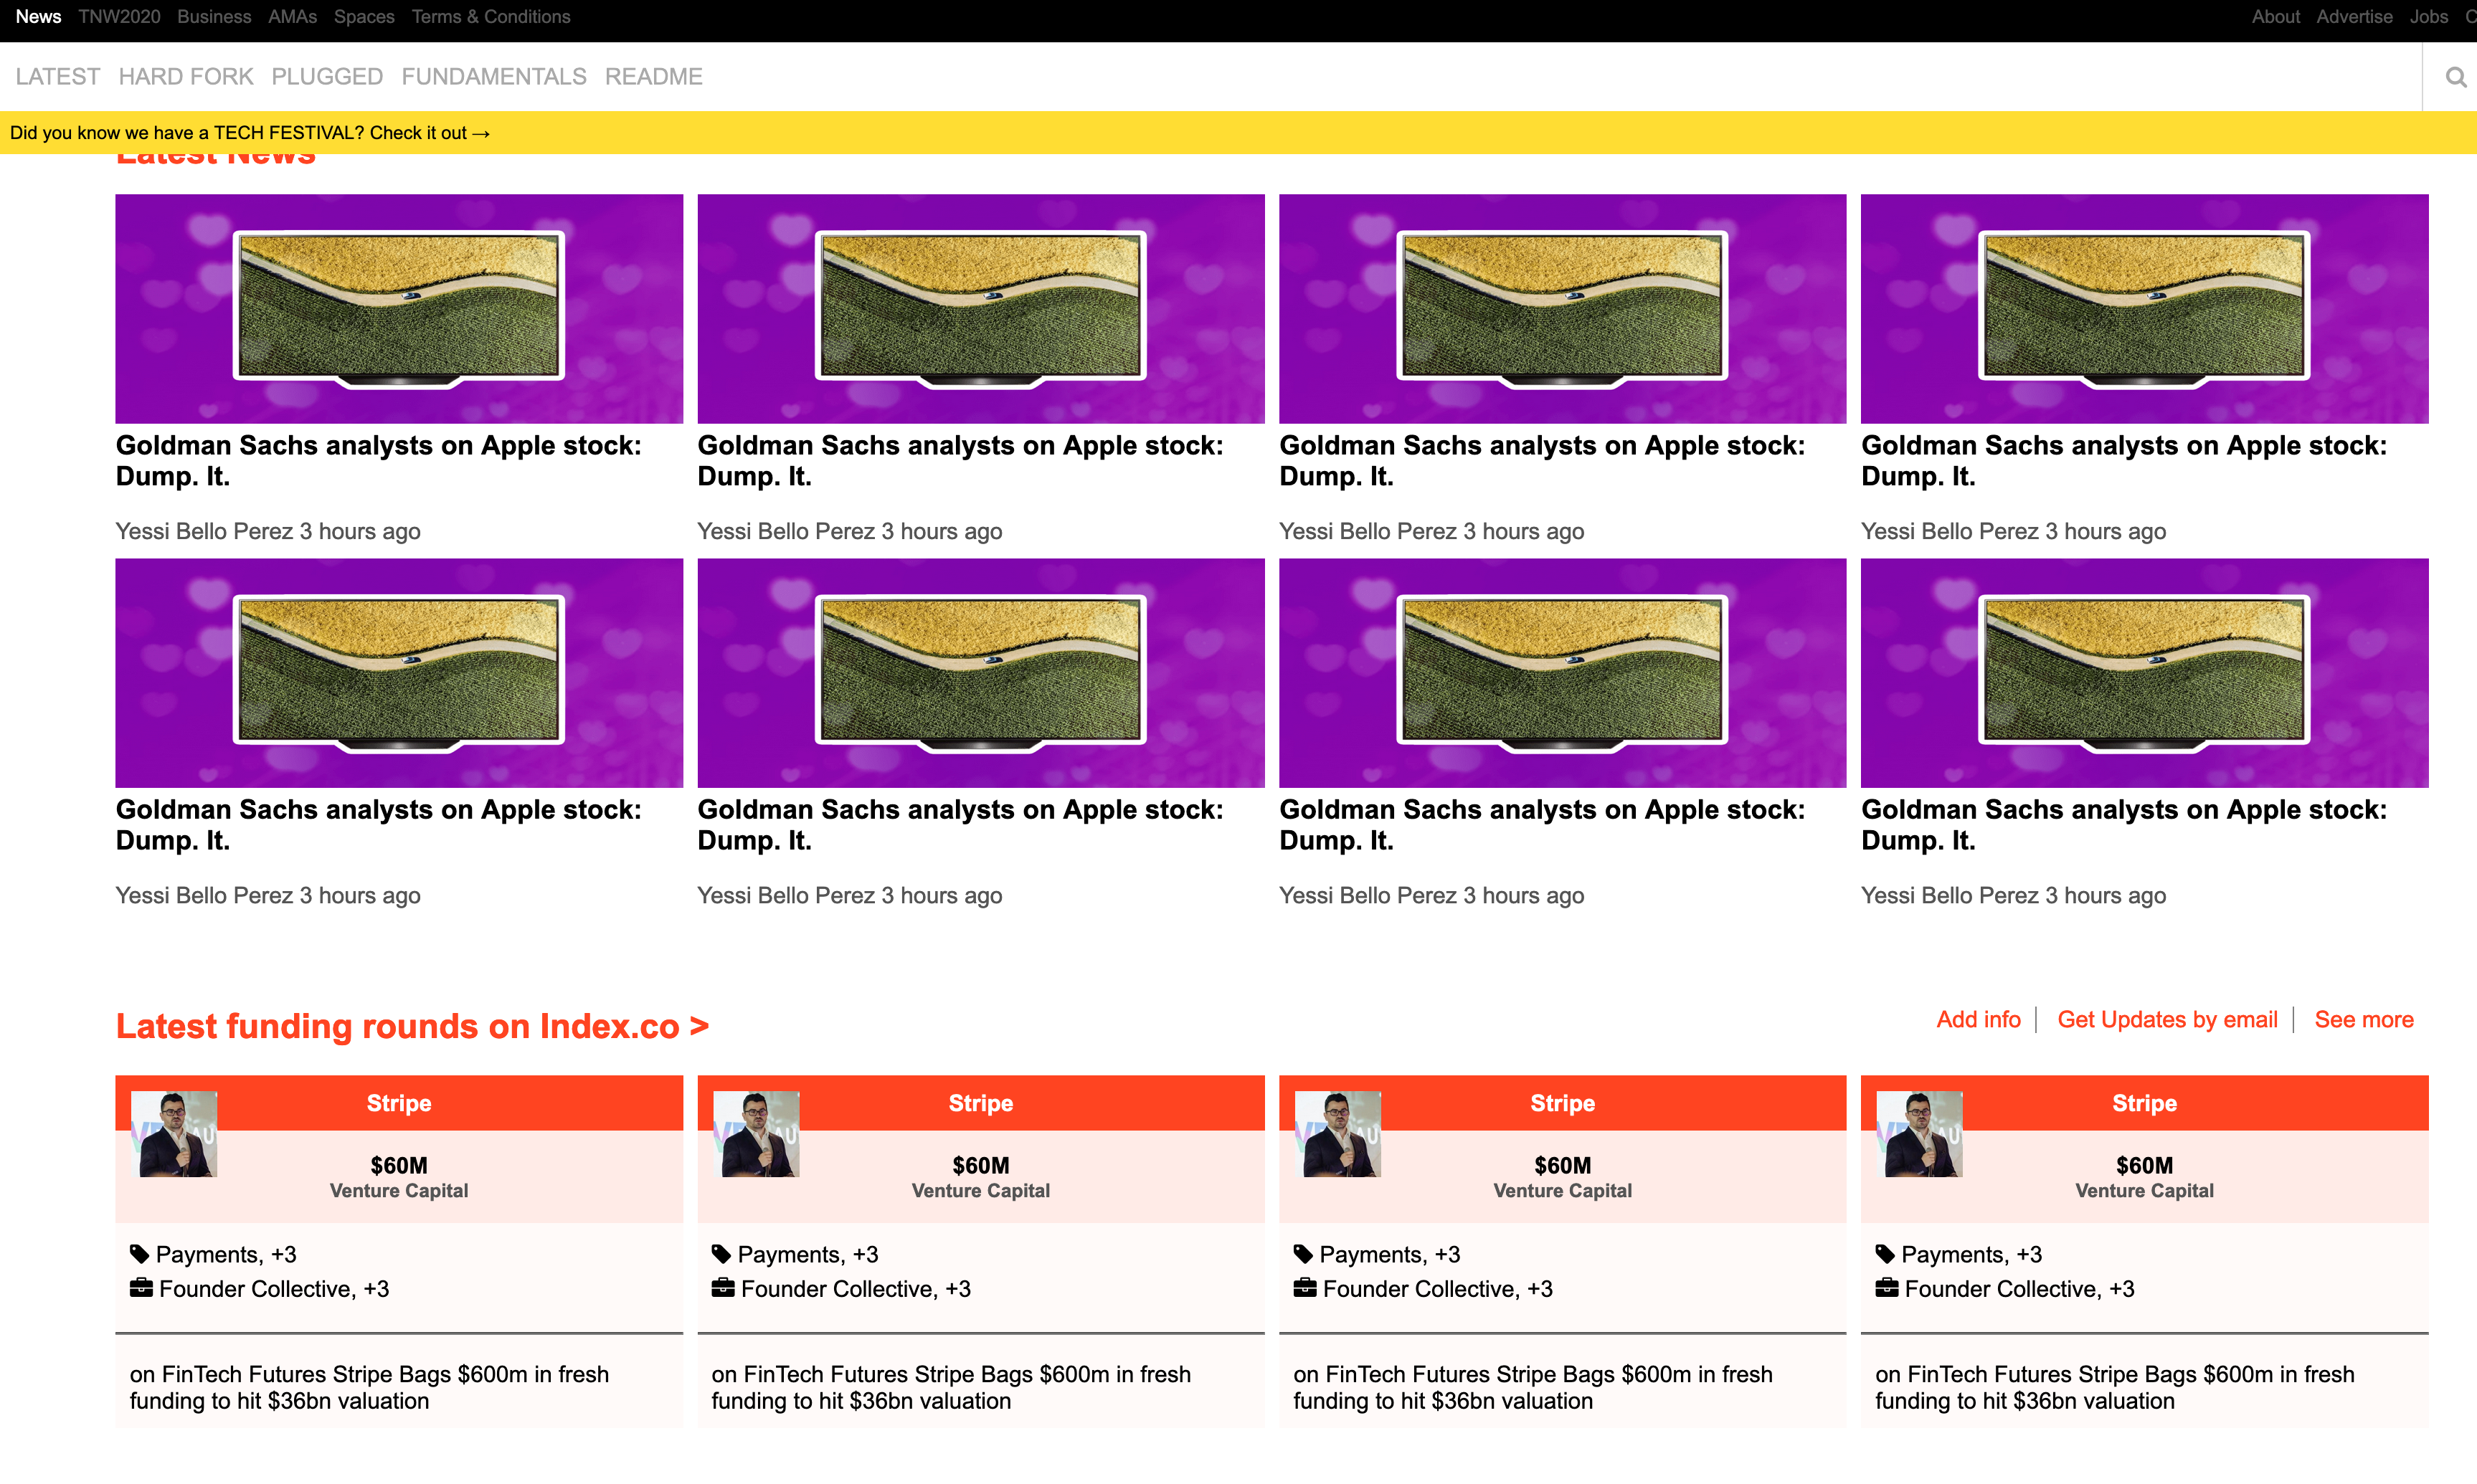 News TNW2020 Business AMAs Spaces Terms & Conditions About Advertise Jobs
LATEST HARD FORK PLUGGED FUNDAMENTALS README
Did you know we have a TECH FESTIVAL? Check it out →
Latest News
Goldman Sachs analysts on Apple stock:
Dump. It.
Yessi Bello Perez 3 hours ago
Goldman Sachs analysts on Apple stock:
Dump. It.
Yessi Bello Perez 3 hours ago
Goldman Sachs analysts on Apple stock:
Dump. It.
Yessi Bello Perez 3 hours ago
Goldman Sachs analysts on Apple stock:
Dump. It.
Yessi Bello Perez 3 hours ago
Goldman Sachs analysts on Apple stock:
Dump. It.
Yessi Bello Perez 3 hours ago
Goldman Sachs analysts on Apple stock:
Dump. It.
Yessi Bello Perez 3 hours ago
Goldman Sachs analysts on Apple stock:
Dump. It.
Yessi Bello Perez 3 hours ago
Goldman Sachs analysts on Apple stock:
Dump. It.
Yessi Bello Perez 3 hours ago
Latest funding rounds on Index.co >
Add info Get Updates by email See more
Stripe
$60M
Venture Capital
Payments, +3
Founder Collective, +3
on FinTech Futures Stripe Bags $600m in fresh
funding to hit $36bn valuation
Stripe
$60M
Venture Capital
Payments, +3
Founder Collective, +3
on FinTech Futures Stripe Bags $600m in fresh
funding to hit $36bn valuation
Stripe
$60M
Venture Capital
Payments, +3
Founder Collective, +3
on FinTech Futures Stripe Bags $600m in fresh
funding to hit $36bn valuation
Stripe
$60M
Venture Capital
Payments, +3
Founder Collective, +3
on FinTech Futures Stripe Bags $600m in fresh
funding to hit $36bn valuation